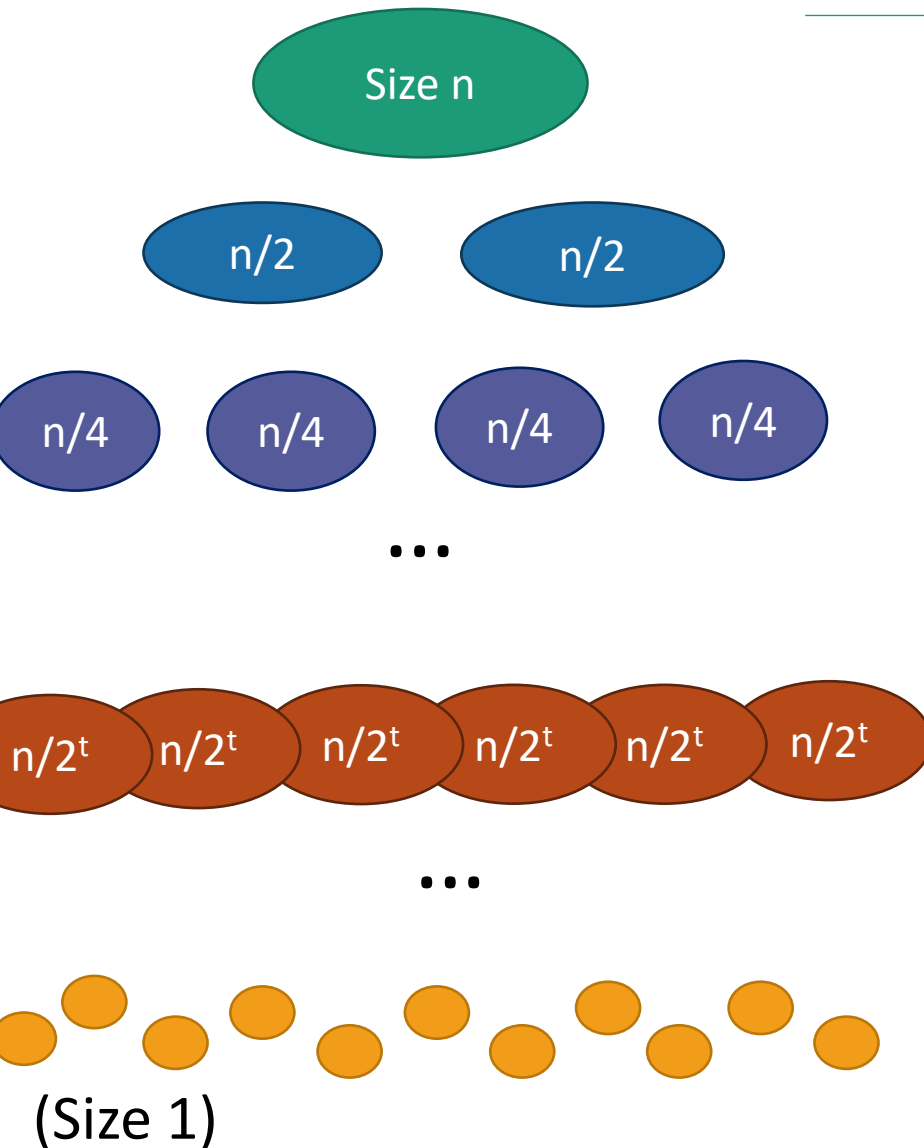 Size n
n/2 n/2
n/4 n/4 n/4 n/4
...
n/2ᵗ n/2ᵗ n/2ᵗ n/2ᵗ n/2ᵗ n/2ᵗ
...
(Size 1)